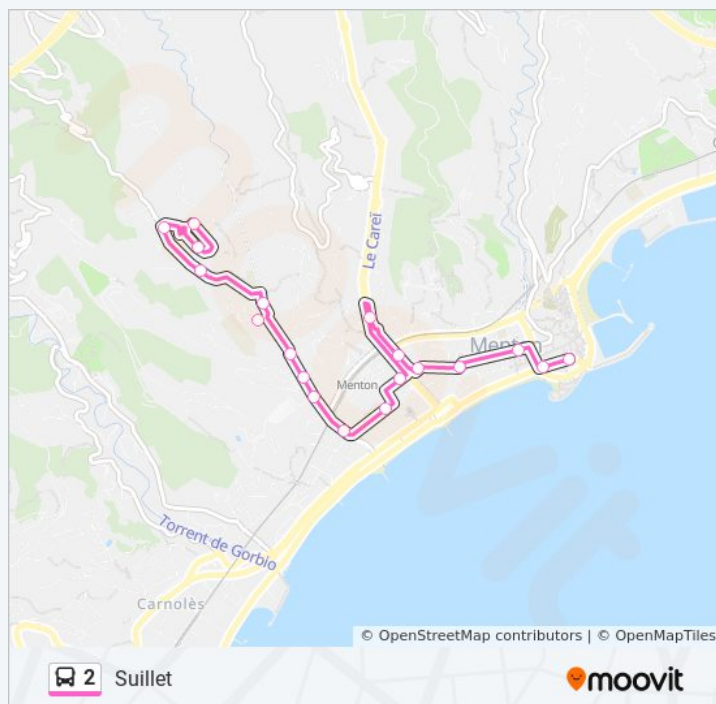 Le Careï
Menton
Menton
Torrent de Gorbio
Carnolès
© OpenStreetMap contributors | © OpenMapTiles
2 Suillet
moovit